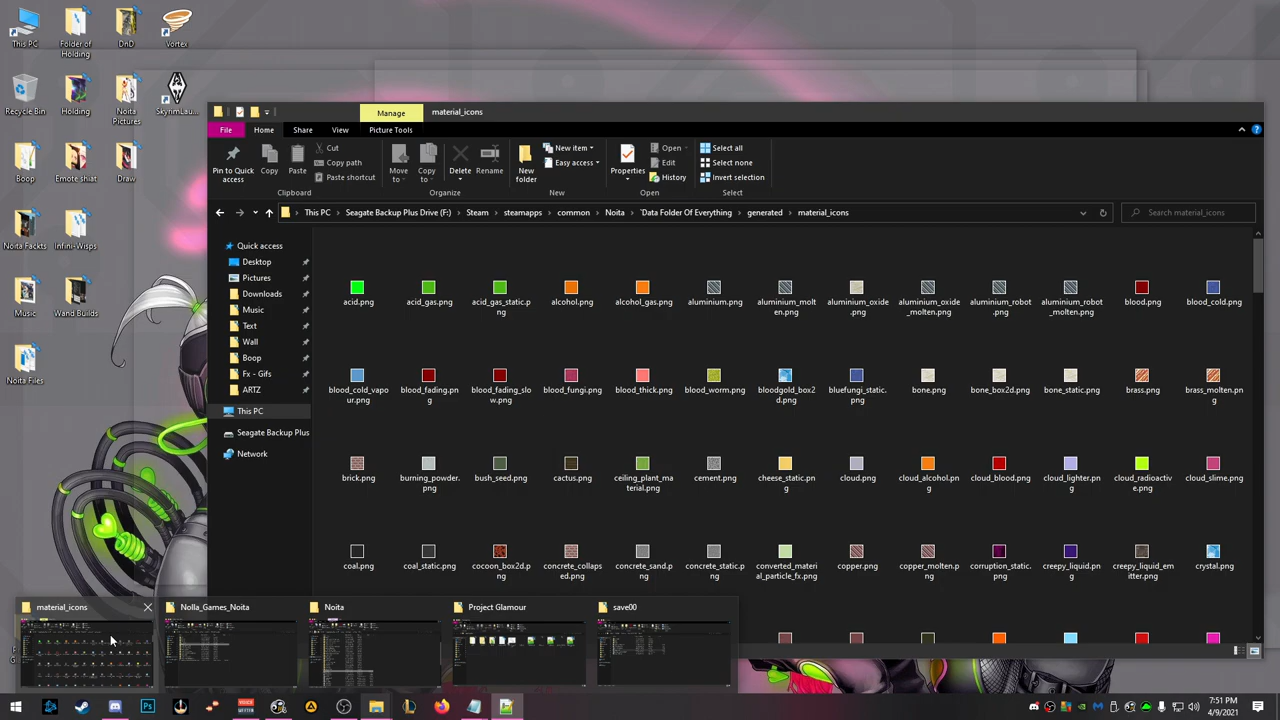 This PC
Folder of Holding
DnD
Vortex
Recycle Bin
Holding
Noita Pictures
SkyrimLau...
Boop
Emote shiat
Draw
Noita Fackts
Infini-Wisps
Music
Wand Builds
Noita Files
Manage
material_icons
File
Home
Share
View
Picture Tools
Pin to Quick access
Copy
Paste
Cut
Copy path
Paste shortcut
Clipboard
Move to
Copy to
Delete
Rename
Organize
New folder
New item
Easy access
New
Properties
Open
Edit
History
Open
Select all
Select none
Invert selection
Select
This PC
Seagate Backup Plus Drive (F:)
Steam
steamapps
common
Noita
`Data Folder Of Everything
generated
material_icons
Search material_icons
Quick access
Desktop
Pictures
Downloads
Music
Text
Wall
Boop
Fx - Gifs
ARTZ
This PC
Seagate Backup Plus
Network
acid.png
acid_gas.png
acid_gas_static.png
alcohol.png
alcohol_gas.png
aluminium.png
aluminium_molten.png
aluminium_oxide.png
aluminium_oxide_molten.png
aluminium_robot.png
aluminium_robot_molten.png
blood.png
blood_cold.png
blood_cold_vapour.png
blood_fading.png
blood_fading_slow.png
blood_fungi.png
blood_thick.png
blood_worm.png
bloodgold_box2d.png
bluefungi_static.png
bone.png
bone_box2d.png
bone_static.png
brass.png
brass_molten.png
brick.png
burning_powder.png
bush_seed.png
cactus.png
ceiling_plant_material.png
cement.png
cheese_static.png
cloud.png
cloud_alcohol.png
cloud_blood.png
cloud_lighter.png
cloud_radioactive.png
cloud_slime.png
coal.png
coal_static.png
cocoon_box2d.png
concrete_collapsed.png
concrete_sand.png
concrete_static.png
converted_material_particle_fx.png
copper.png
copper_molten.png
corruption_static.png
creepy_liquid.png
creepy_liquid_emitter.png
crystal.png
material_icons
Nolla_Games_Noita
Noita
Project Glamour
save00
7:51 PM
4/9/2021